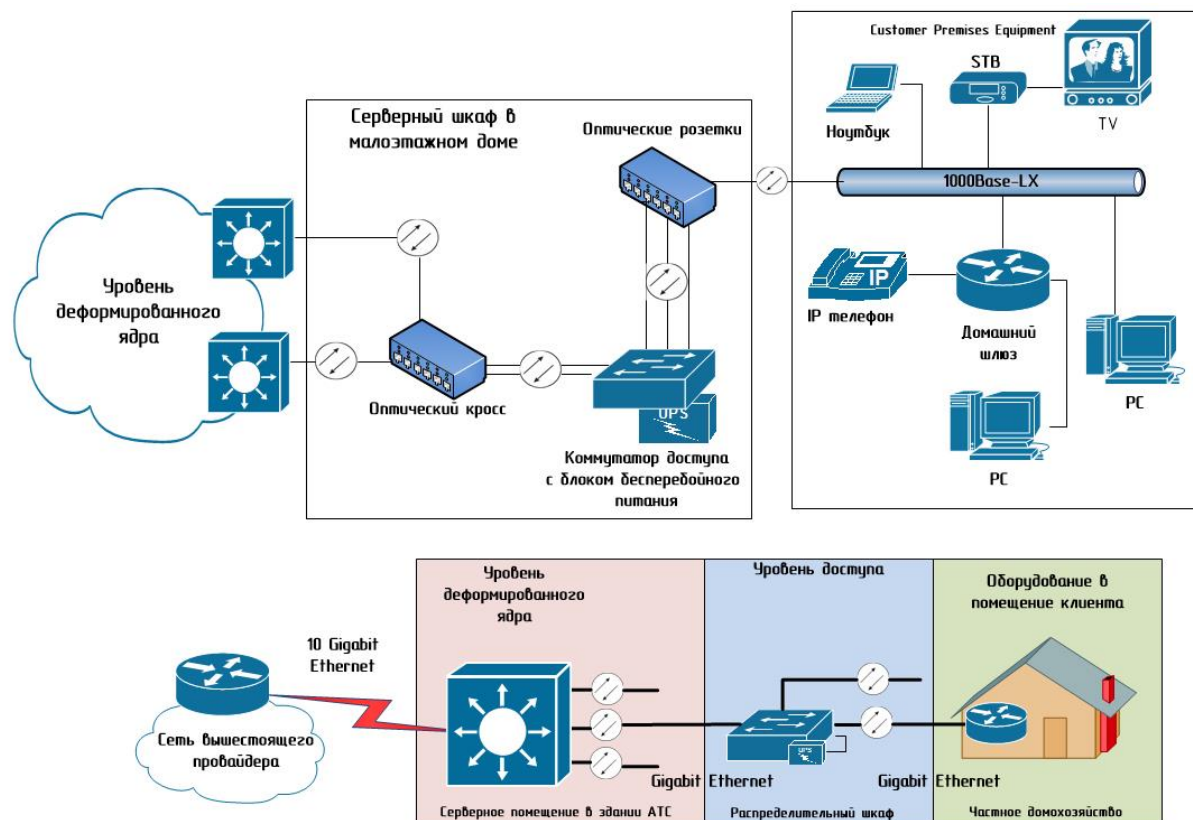 Customer Premises Equipment
STB
Ноутбук
TV
1000Base-LX
IP
IP телефон
Домашний
шлюз
PC
PC
Серверный шкаф в
малоэтажном доме
Оптические розетки
Уровень
деформированного
ядра
Оптический кросс
UPS
Коммутатор доступа
с блоком бесперебойного
питания
Уровень
деформированного
ядра
Уровень доступа
Оборудование в
помещение клиента
10 Gigabit
Ethernet
Сеть вышестоящего
провайдера
UPS
Gigabit Ethernet
Gigabit Ethernet
Серверное помещение в здании АТС
Распределительный шкаф
Частное домохозяйство